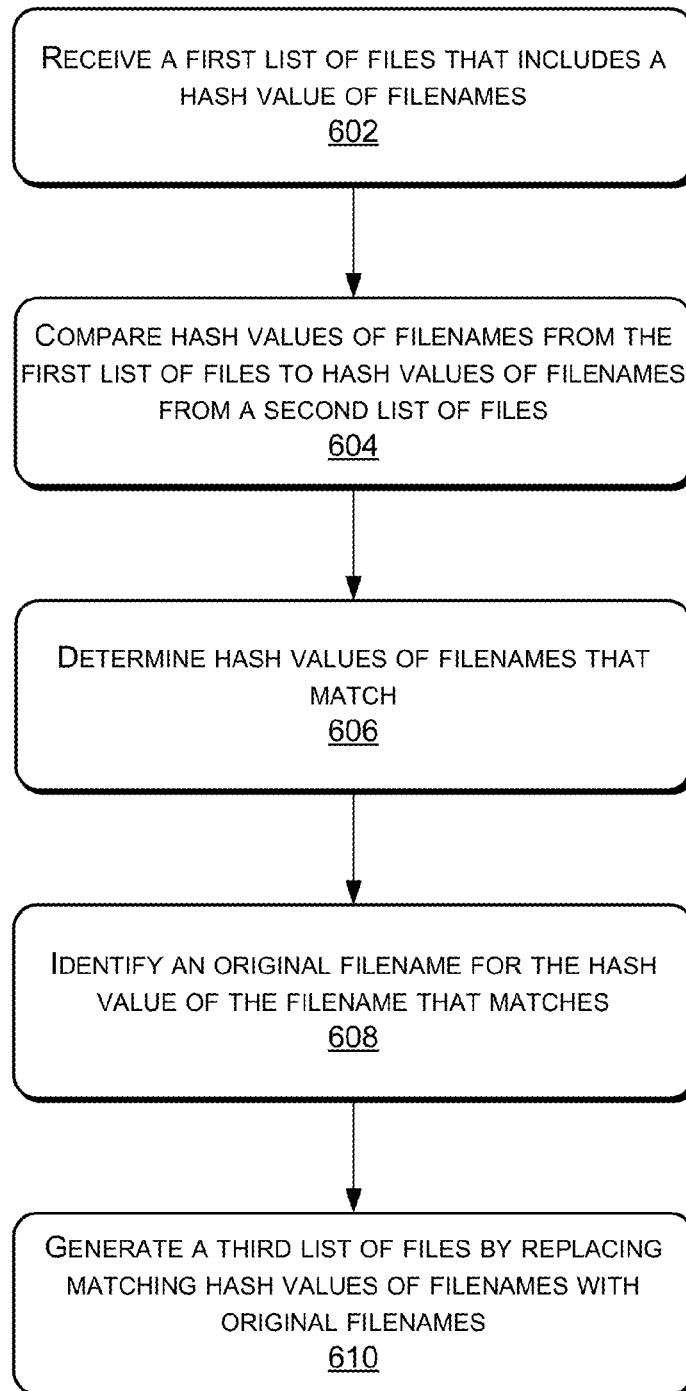 RECEIVE A FIRST LIST OF FILES THAT INCLUDES A
HASH VALUE OF FILENAMES
602
COMPARE HASH VALUES OF FILENAMES FROM THE
FIRST LIST OF FILES TO HASH VALUES OF FILENAMES
FROM A SECOND LIST OF FILES
604
DETERMINE HASH VALUES OF FILENAMES THAT
MATCH
606
IDENTIFY AN ORIGINAL FILENAME FOR THE HASH
VALUE OF THE FILENAME THAT MATCHES
608
GENERATE A THIRD LIST OF FILES BY REPLACING
MATCHING HASH VALUES OF FILENAMES WITH
ORIGINAL FILENAMES
610